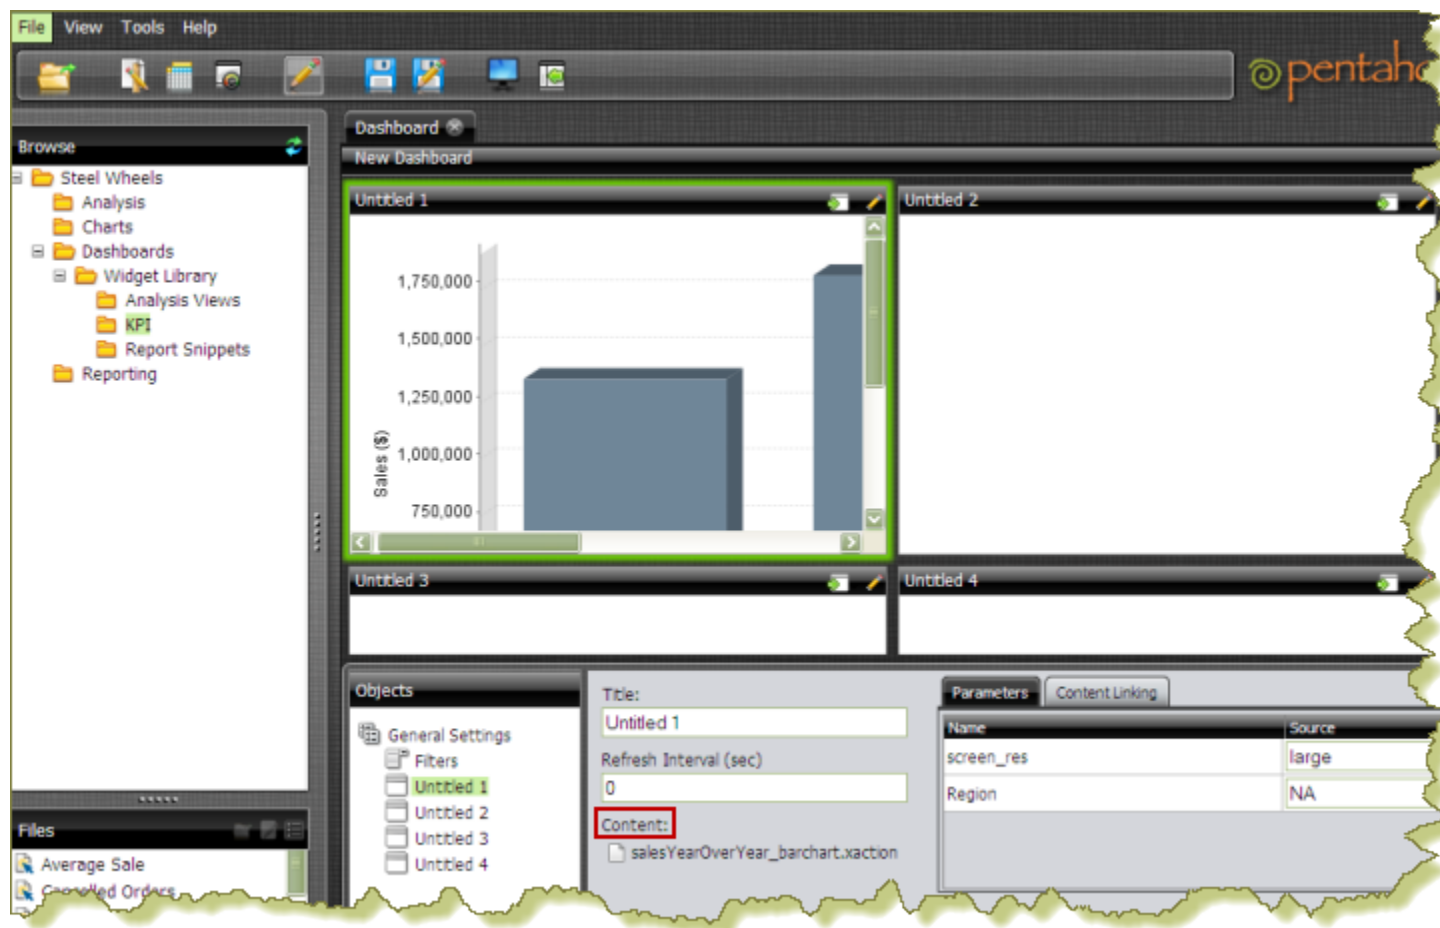 File View Tools Help
pentaho
Browse
Steel Wheels
Analysis
Charts
Dashboards
Widget Library
Analysis Views
KPI
Report Snippets
Reporting
Files
Average Sale
Cancelled Orders
Dashboard
New Dashboard
Untitled 1
1,750,000
1,500,000
1,250,000
1,000,000
750,000
Sales ($)
Untitled 2
Untitled 3
Untitled 4
Objects
General Settings
Filters
Untitled 1
Untitled 2
Untitled 3
Untitled 4
Title:
Untitled 1
Refresh Interval (sec)
0
Content:
salesYearOverYear_barchart.xaction
Parameters Content Linking
Name Source
screen_res large
Region NA